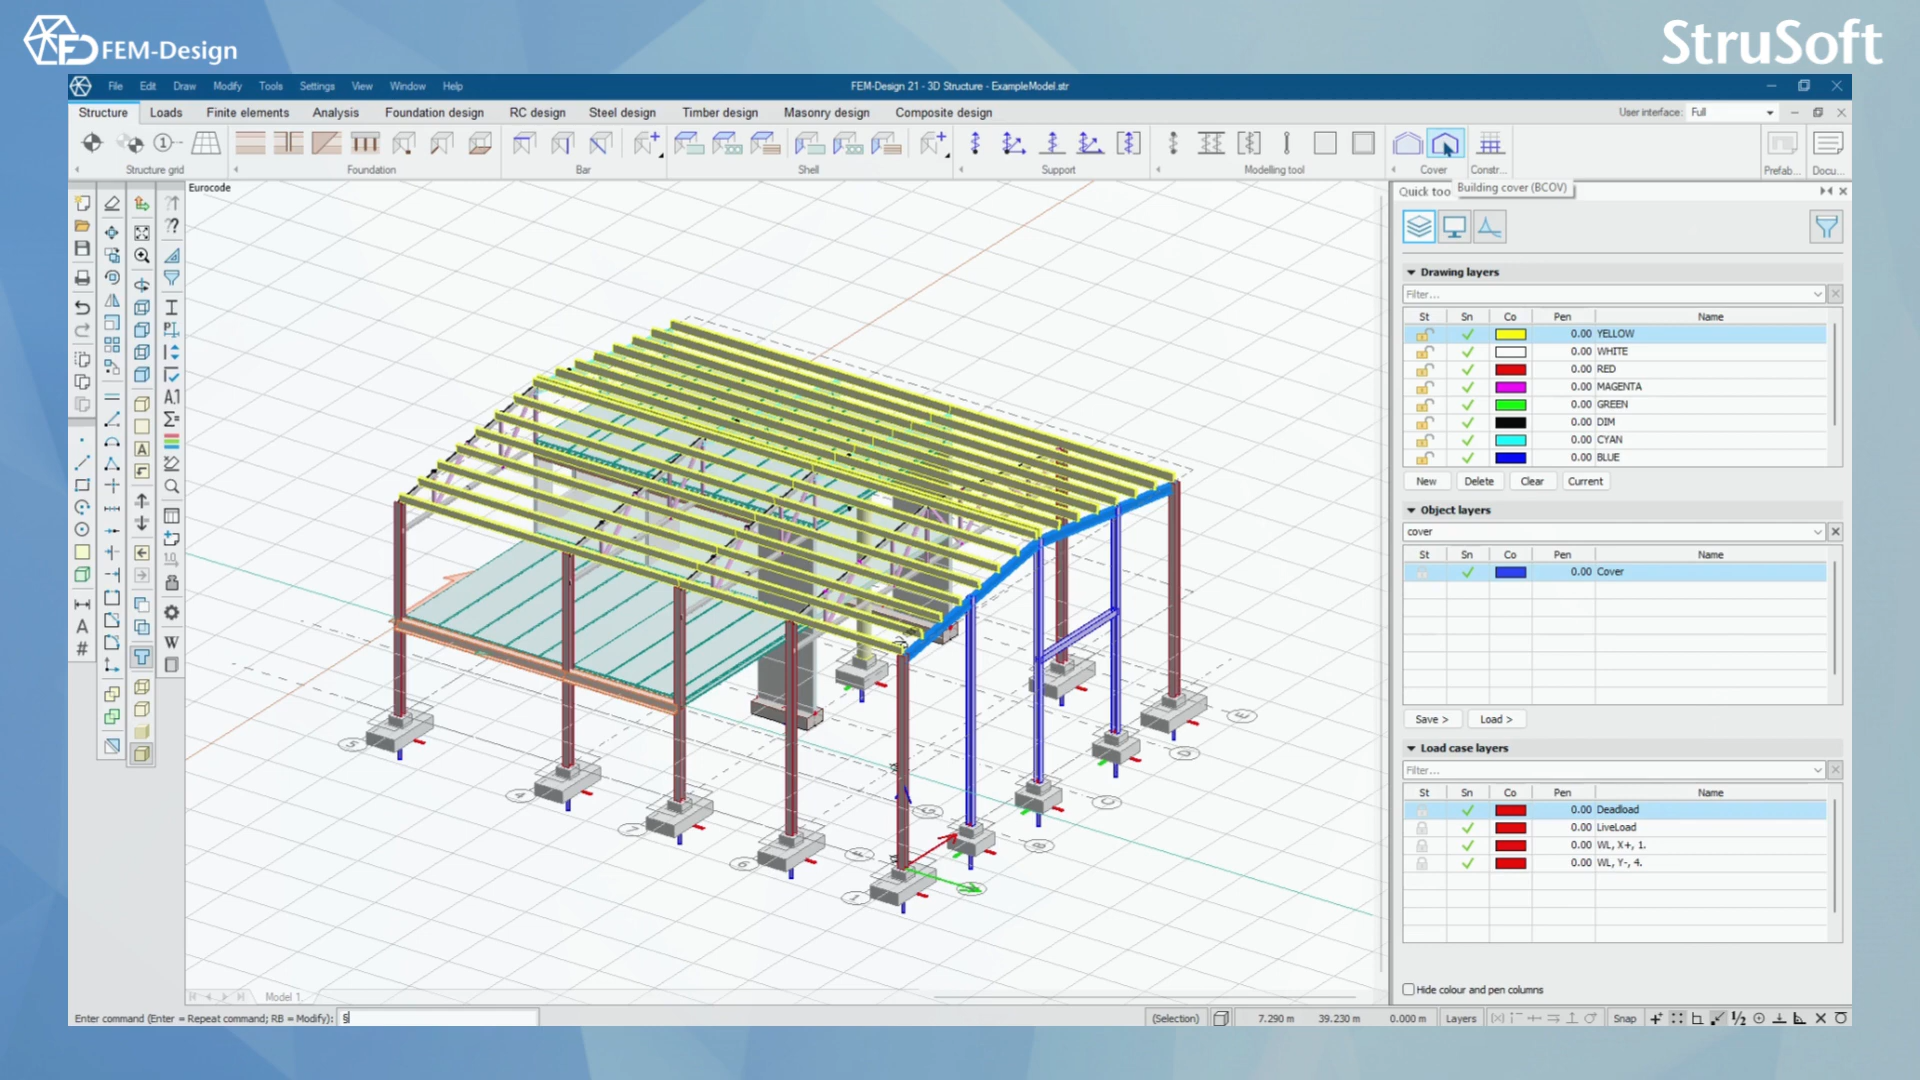 FEM-Design
StruSoft
File Edit Draw Modify Tools Settings View Window Help
FEM-Design 21 - 3D Structure - ExampleModel.str
Structure Loads Finite elements Analysis Foundation design RC design Steel design Timber design Masonry design Composite design
User interface: Full
Structure grid Foundation Bar Shell Support Modelling tool Cover Constr... Prefab... Docu...
Eurocode
Quick too
Building cover (BCOV)
Drawing layers
Filter...
St Sn Co Pen Name
0.00 YELLOW
0.00 WHITE
0.00 RED
0.00 MAGENTA
0.00 GREEN
0.00 DIM
0.00 CYAN
0.00 BLUE
New Delete Clear Current
Object layers
cover
St Sn Co Pen Name
0.00 Cover
Save > Load >
Load case layers
Filter...
St Sn Co Pen Name
0.00 Deadload
0.00 LiveLoad
0.00 WL, X+, 1.
0.00 WL, Y-, 4.
Hide colour and pen columns
Model 1
Enter command (Enter = Repeat command; RB = Modify):
(Selection) 7.290 m 39.230 m 0.000 m Layers Snap